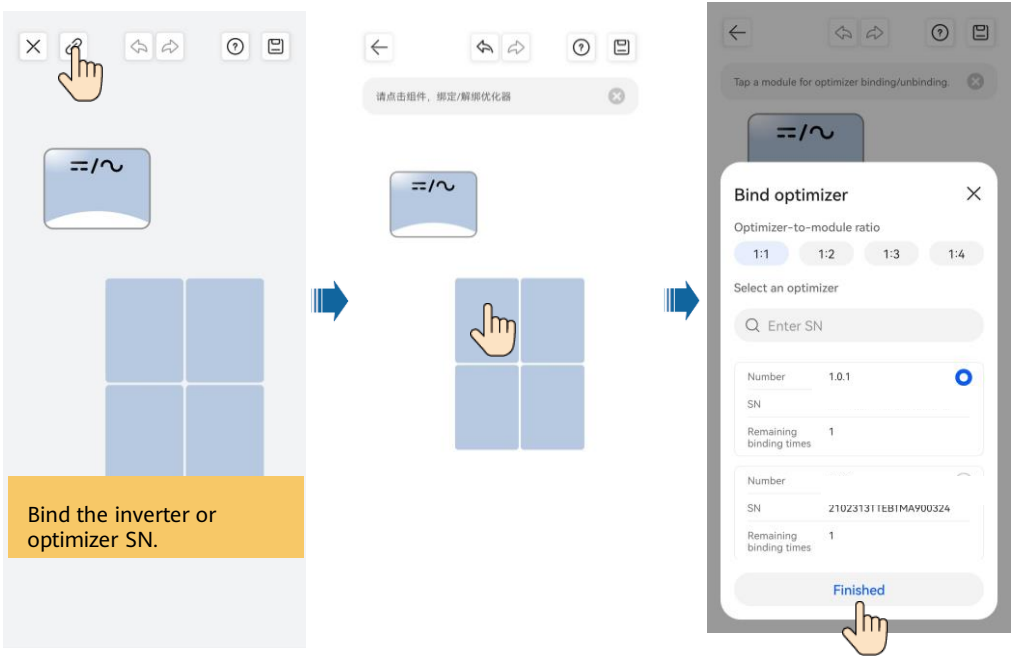 Bind the inverter or
optimizer SN.
请点击组件，绑定/解绑优化器
Tap a module for optimizer binding/unbinding.
Bind optimizer
Optimizer-to-module ratio
1:1 1:2 1:3 1:4
Select an optimizer
Enter SN
Number 1.0.1
SN
Remaining 1
binding times
Number
SN
Remaining 1
binding times
Finished